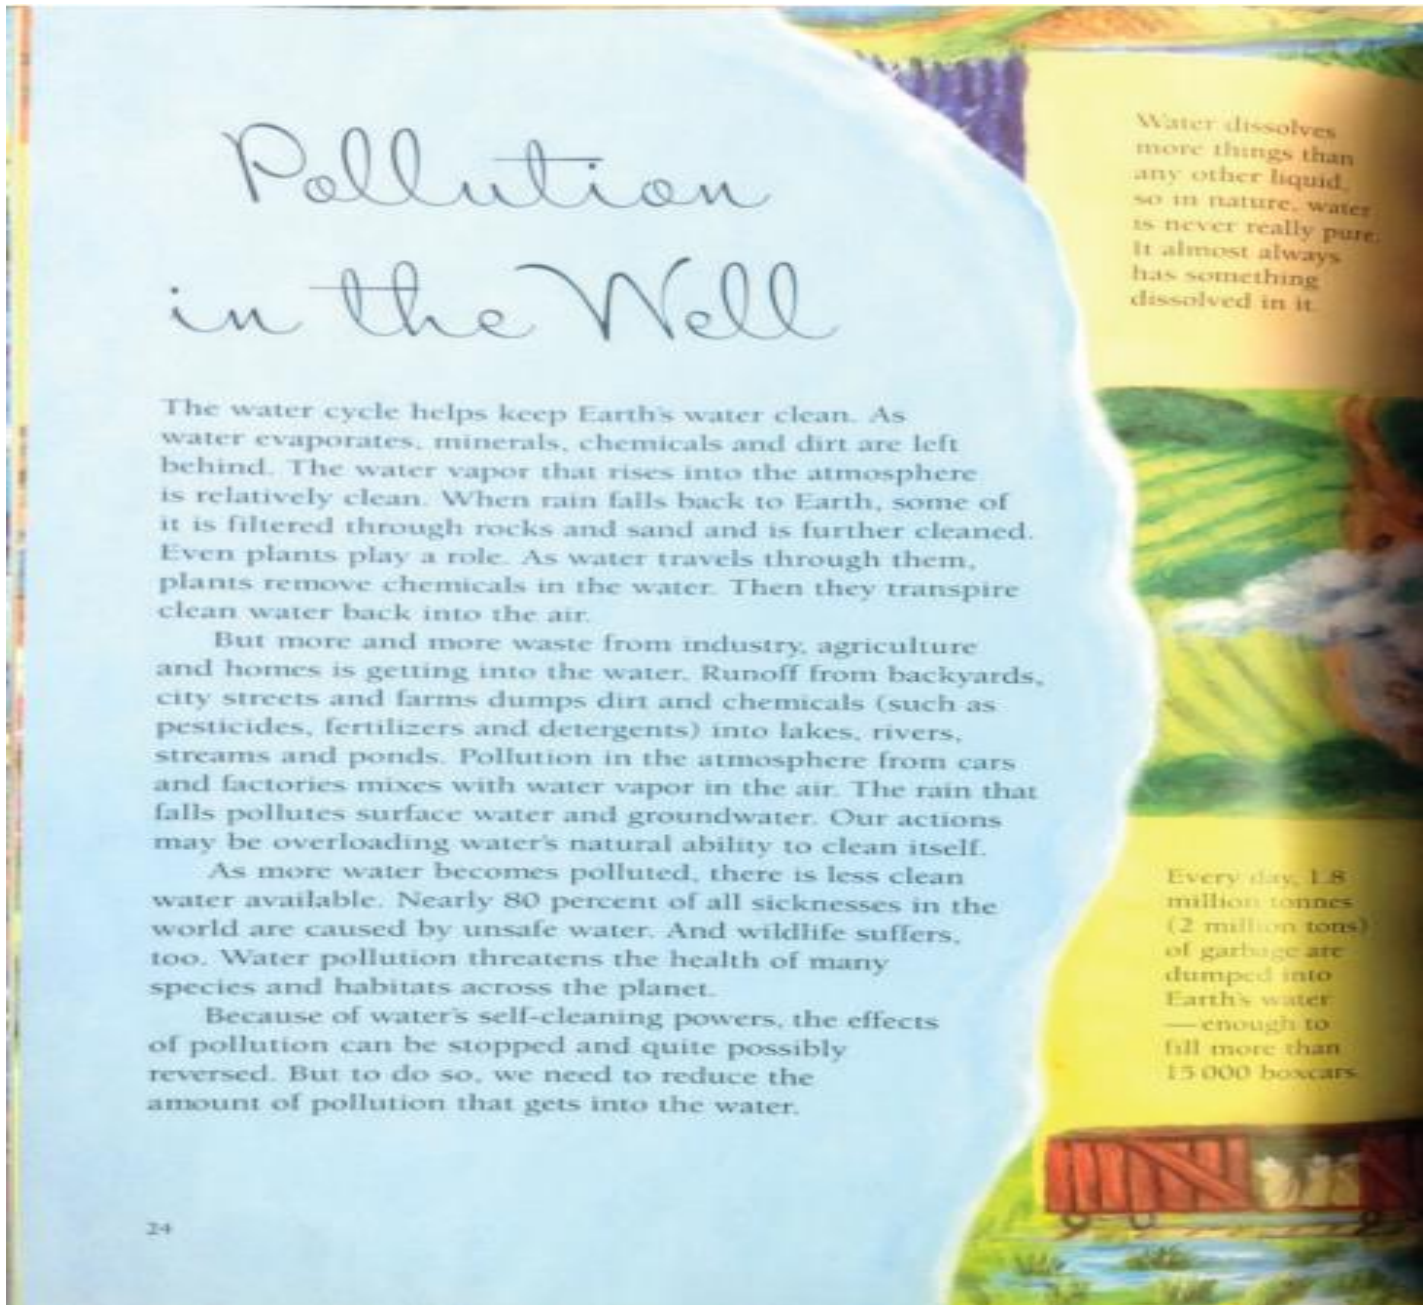 Pollution
in the Well
The water cycle helps keep Earth's water clean. As
water evaporates, minerals, chemicals and dirt are left
behind. The water vapor that rises into the atmosphere
is relatively clean. When rain falls back to Earth, some of
it is filtered through rocks and sand and is further cleaned.
Even plants play a role. As water travels through them,
plants remove chemicals in the water. Then they transpire
clean water back into the air.
But more and more waste from industry, agriculture
and homes is getting into the water. Runoff from backyards,
city streets and farms dumps dirt and chemicals (such as
pesticides, fertilizers and detergents) into lakes, rivers,
streams and ponds. Pollution in the atmosphere from cars
and factories mixes with water vapor in the air. The rain that
falls pollutes surface water and groundwater. Our actions
may be overloading water's natural ability to clean itself.
As more water becomes polluted, there is less clean
water available. Nearly 80 percent of all sicknesses in the
world are caused by unsafe water. And wildlife suffers,
too. Water pollution threatens the health of many
species and habitats across the planet.
Because of water's self-cleaning powers, the effects
of pollution can be stopped and quite possibly
reversed. But to do so, we need to reduce the
amount of pollution that gets into the water.
24
Water dissolves
more things than
any other liquid,
so in nature, water
is never really pure.
It almost always
has something
dissolved in it.
Every day, 1.8
million tonnes
(2 million tons)
of garbage are
dumped into
Earth's water
—enough to
fill more than
15 000 boxcars.